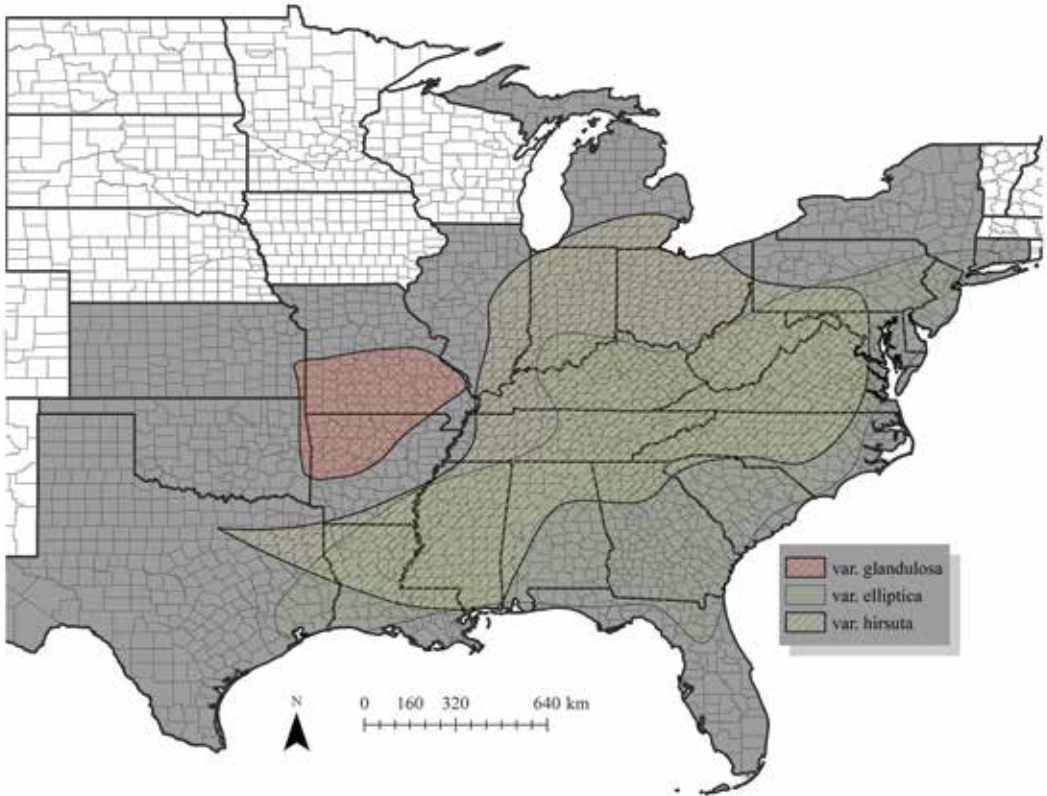 var. glandulosa
var. elliptica
var. hirsuta
N
0 160 320 640 km